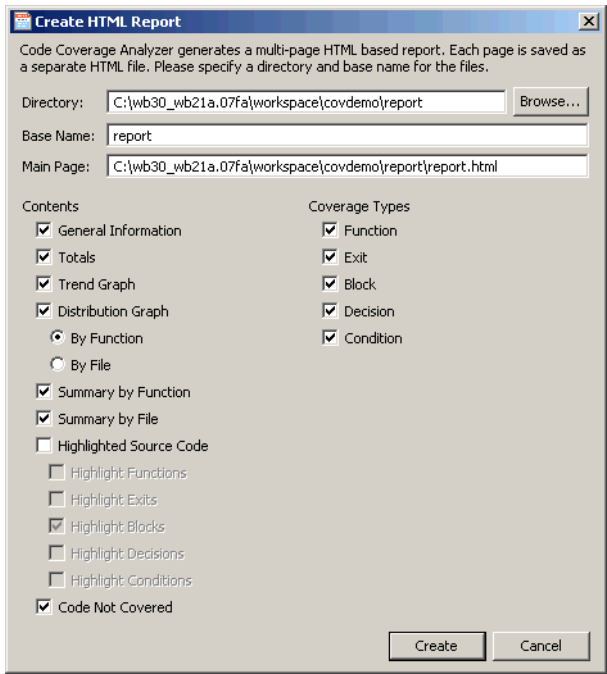 Create HTML Report
Code Coverage Analyzer generates a multi-page HTML based report. Each page is saved as
a separate HTML file. Please specify a directory and base name for the files.
Directory: C:\wb30_wb21a.07fa\workspace\covdemo\report Browse...
Base Name: report
Main Page: C:\wb30_wb21a.07fa\workspace\covdemo\report\report.html
Contents
General Information
Totals
Trend Graph
Distribution Graph
By Function
By File
Summary by Function
Summary by File
Highlighted Source Code
Highlight Functions
Highlight Exits
Highlight Blocks
Highlight Decisions
Highlight Conditions
Code Not Covered
Coverage Types
Function
Exit
Block
Decision
Condition
Create Cancel